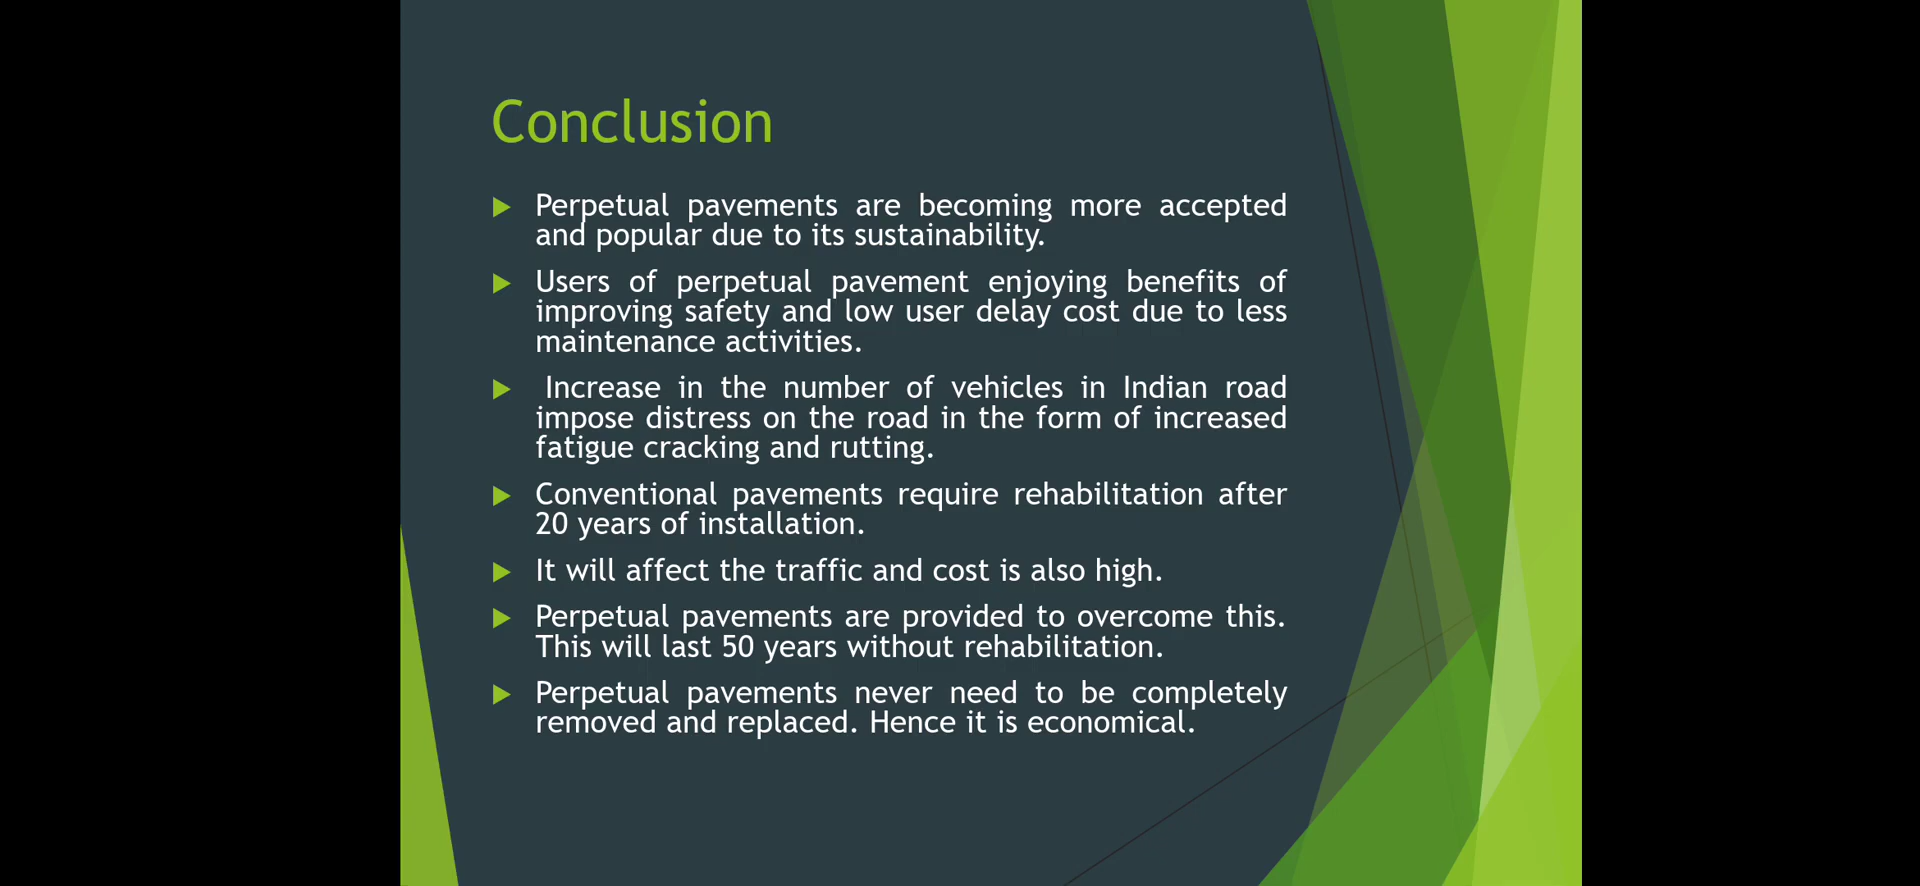 Conclusion
Perpetual pavements are becoming more accepted
and popular due to its sustainability.
Users of perpetual pavement enjoying benefits of
improving safety and low user delay cost due to less
maintenance activities.
Increase in the number of vehicles in Indian road
impose distress on the road in the form of increased
fatigue cracking and rutting.
Conventional pavements require rehabilitation after
20 years of installation.
It will affect the traffic and cost is also high.
Perpetual pavements are provided to overcome this.
This will last 50 years without rehabilitation.
Perpetual pavements never need to be completely
removed and replaced. Hence it is economical.